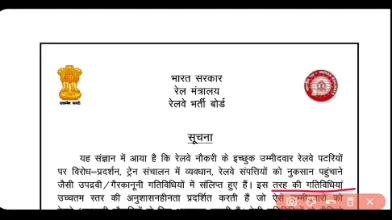 भारत सरकार
रेल मंत्रालय
रेलवे भर्ती बोर्ड
सूचना
यह संज्ञान में आया है कि रेलवे नौकरी के इच्छुक उम्मीदवार रेलवे पटरियों
पर विरोध–प्रदर्शन, ट्रेन संचालन में व्यवधान, रेलवे संपत्तियों को नुकसान पहुंचाने
जैसी उपद्रवी/गैरकानूनी गतिविधियों में संलिप्त हुए हैं। इस तरह की गतिविधियां
उच्चतम स्तर की अनुशासनहीनता प्रदर्शित करती हैं जो ऐसे